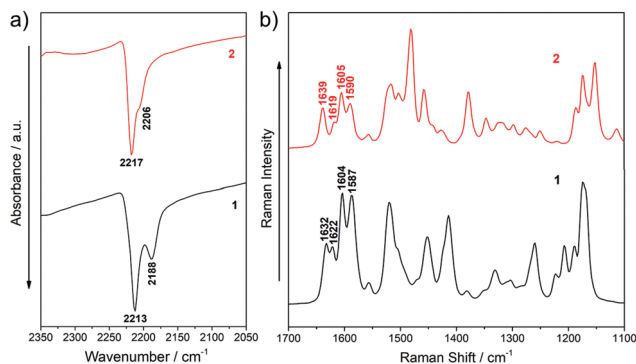 a)
2
2206
2217
1
2188
2213
Absorbance / a.u.
2350 2300 2250 2200 2150 2100 2050
Wavenumber / cm-1
b)
1639
1619
1605
1590
2
1632
1622
1604
1587
1
Raman Intensity
1700 1600 1500 1400 1300 1200 1100
Raman Shift / cm-1